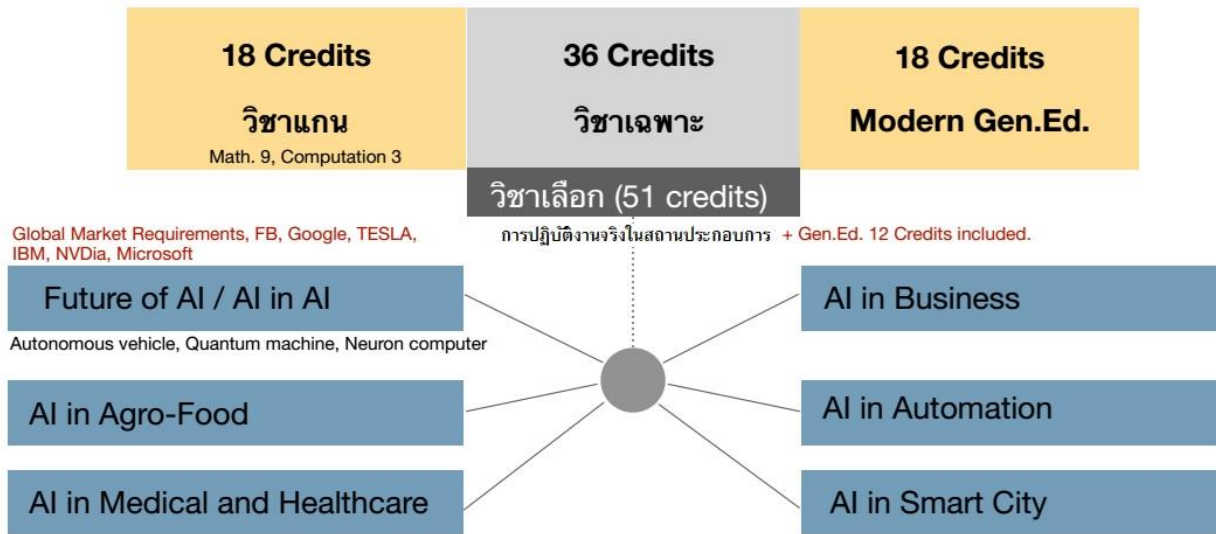 18 Credits
วิชาแกน
Math. 9, Computation 3
36 Credits
วิชาเฉพาะ
18 Credits
Modern Gen.Ed.
วิชาเลือก (51 credits)
Global Market Requirements, FB, Google, TESLA,
IBM, NVDia, Microsoft
การปฏิบัติงานจริงในสถานประกอบการ + Gen.Ed. 12 Credits included.
Future of AI / AI in AI
Autonomous vehicle, Quantum machine, Neuron computer
AI in Agro-Food
AI in Medical and Healthcare
AI in Business
AI in Automation
AI in Smart City